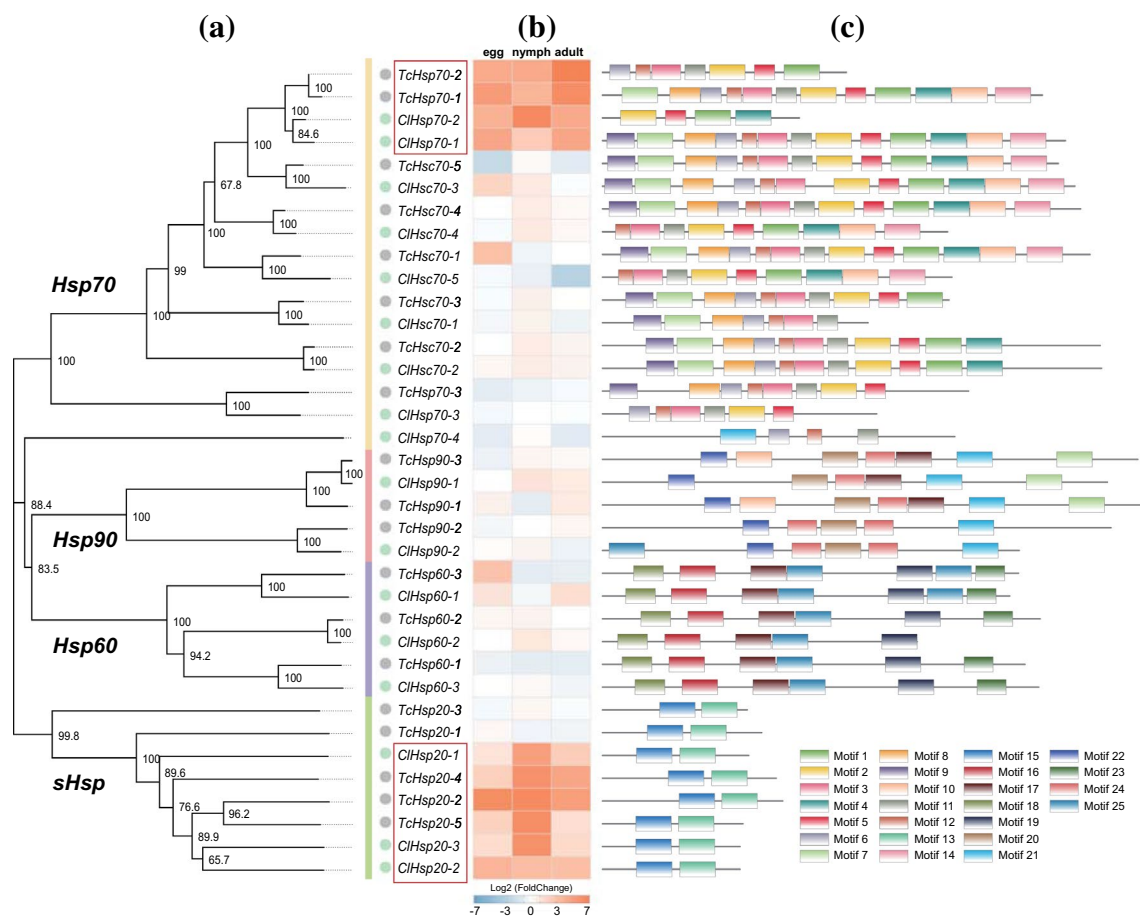 (a) (b) (c)
egg nymph adult
TcHsp70-2
TcHsp70-1
ClHsp70-2
ClHsp70-1
TcHsc70-5
ClHsc70-3
TcHsc70-4
ClHsc70-4
TcHsc70-1
ClHsc70-5
TcHsc70-3
ClHsc70-1
TcHsc70-2
ClHsc70-2
TcHsp70-3
ClHsp70-3
ClHsp70-4
TcHsp90-3
ClHsp90-1
TcHsp90-1
TcHsp90-2
ClHsp90-2
TcHsp60-3
ClHsp60-1
TcHsp60-2
ClHsp60-2
TcHsp60-1
ClHsp60-3
TcHsp20-3
TcHsp20-1
ClHsp20-1
TcHsp20-4
TcHsp20-2
TcHsp20-5
ClHsp20-3
ClHsp20-2
Hsp70
Hsp90
Hsp60
sHsp
100
100
84.6
100
100
67.8
100
100
100
99
100
100
100
100
100
100
88.4
100
100
100
83.5
100
100
100
94.2
100
99.8
100
89.6
76.6
96.2
89.9
65.7
Log2 (FoldChange)
-7 -3 0 3 7
Motif 1 Motif 8 Motif 15 Motif 22
Motif 2 Motif 9 Motif 16 Motif 23
Motif 3 Motif 10 Motif 17 Motif 24
Motif 4 Motif 11 Motif 18 Motif 25
Motif 5 Motif 12 Motif 19
Motif 6 Motif 13 Motif 20
Motif 7 Motif 14 Motif 21